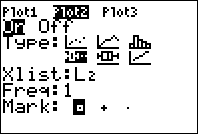 Plot1 Plot2 Plot3
On Off
Type:
Xlist:L₂
Freq:1
Mark: